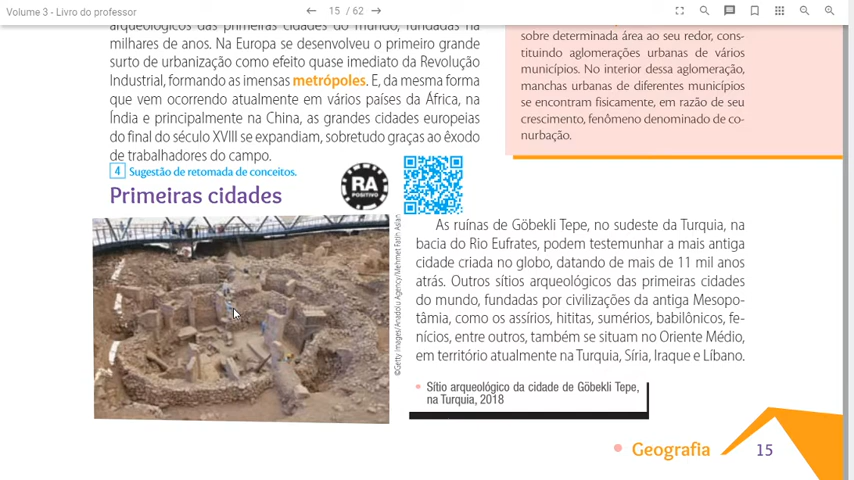 Volume 3 - Livro do professor
15 / 62
arqueológicos das primeiras cidades do mundo, fundadas há
milhares de anos. Na Europa se desenvolveu o primeiro grande
surto de urbanização como efeito quase imediato da Revolução
Industrial, formando as imensas metrópoles. E, da mesma forma
que vem ocorrendo atualmente em vários países da África, na
Índia e principalmente na China, as grandes cidades europeias
do final do século XVIII se expandiam, sobretudo graças ao êxodo
de trabalhadores do campo.
sobre determinada área ao seu redor, cons-
tituindo aglomerações urbanas de vários
municípios. No interior dessa aglomeração,
manchas urbanas de diferentes municípios
se encontram fisicamente, em razão de seu
crescimento, fenômeno denominado de co-
nurbação.
4 Sugestão de retomada de conceitos.
Primeiras cidades
RA
POSITIVO
©Getty Images/Anadolu Agency/Mehmet Fatih Aslan
As ruínas de Göbekli Tepe, no sudeste da Turquia, na
bacia do Rio Eufrates, podem testemunhar a mais antiga
cidade criada no globo, datando de mais de 11 mil anos
atrás. Outros sítios arqueológicos das primeiras cidades
do mundo, fundadas por civilizações da antiga Mesopo-
tâmia, como os assírios, hititas, sumérios, babilônicos, fe-
nícios, entre outros, também se situam no Oriente Médio,
em território atualmente na Turquia, Síria, Iraque e Líbano.
Sítio arqueológico da cidade de Göbekli Tepe,
na Turquia, 2018
Geografia 15